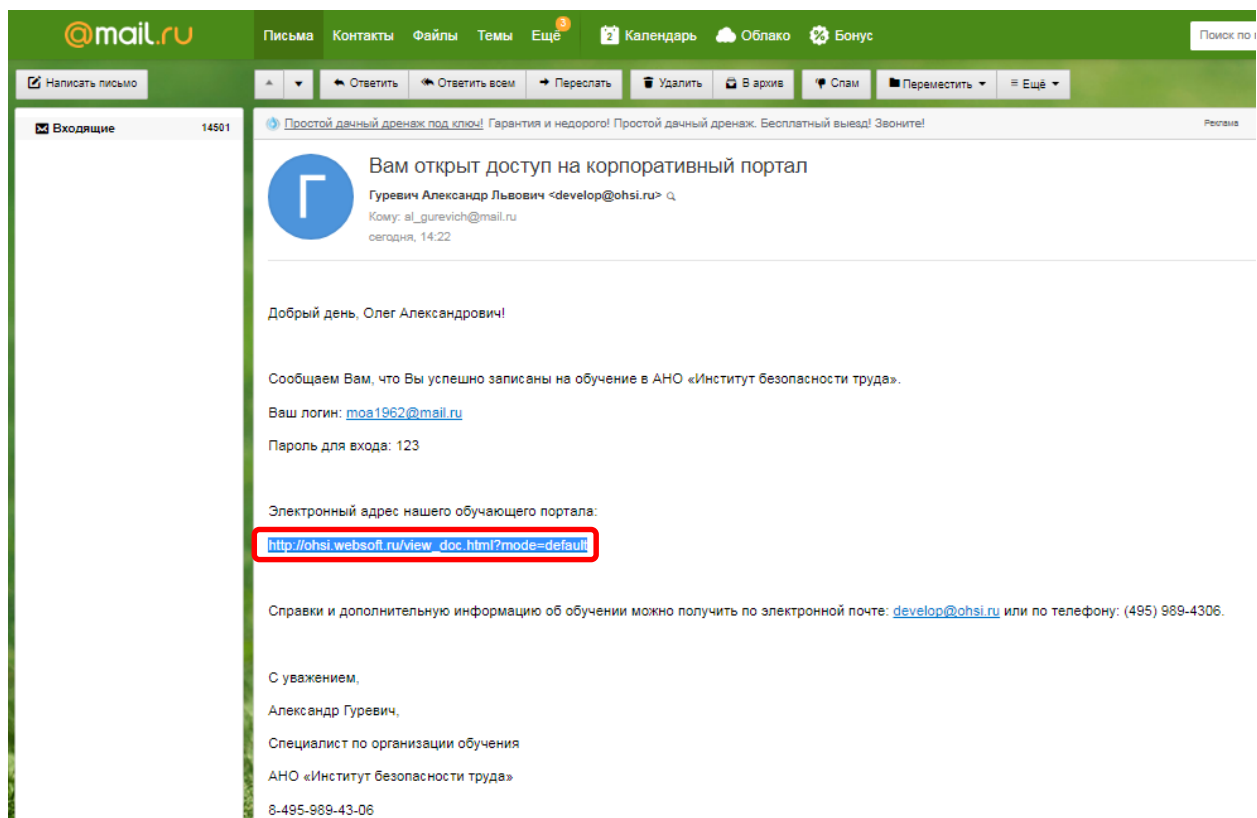 @mail.ru
Письма Контакты Файлы Темы Ещё 3 2 Календарь Облако % Бонус Поиск по
Написать письмо Ответить Ответить всем Переслать Удалить В архив Спам Переместить Ещё
Входящие 14501
Простой дачный дренаж под ключ! Гарантия и недорого! Простой дачный дренаж. Бесплатный выезд! Звоните! Реклама
Г
Вам открыт доступ на корпоративный портал
Гуревич Александр Львович <develop@ohsi.ru>
Кому: al_gurevich@mail.ru
сегодня, 14:22
Добрый день, Олег Александрович!
Сообщаем Вам, что Вы успешно записаны на обучение в АНО «Институт безопасности труда».
Ваш логин: moa1962@mail.ru
Пароль для входа: 123
Электронный адрес нашего обучающего портала:
http://ohsi.websoft.ru/view_doc.html?mode=default
Справки и дополнительную информацию об обучении можно получить по электронной почте: develop@ohsi.ru или по телефону: (495) 989-4306.
С уважением,
Александр Гуревич,
Специалист по организации обучения
АНО «Институт безопасности труда»
8-495-989-43-06